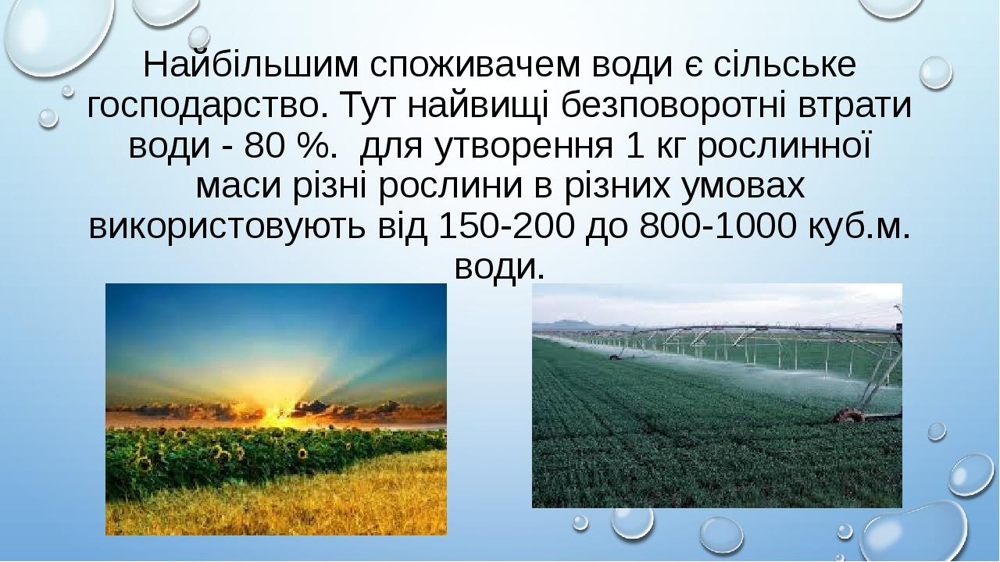 Найбільшим споживачем води є сільське
господарство. Тут найвищі безповоротні втрати
води - 80 %.  для утворення 1 кг рослинної
маси різні рослини в різних умовах
використовують від 150-200 до 800-1000 куб.м.
води.